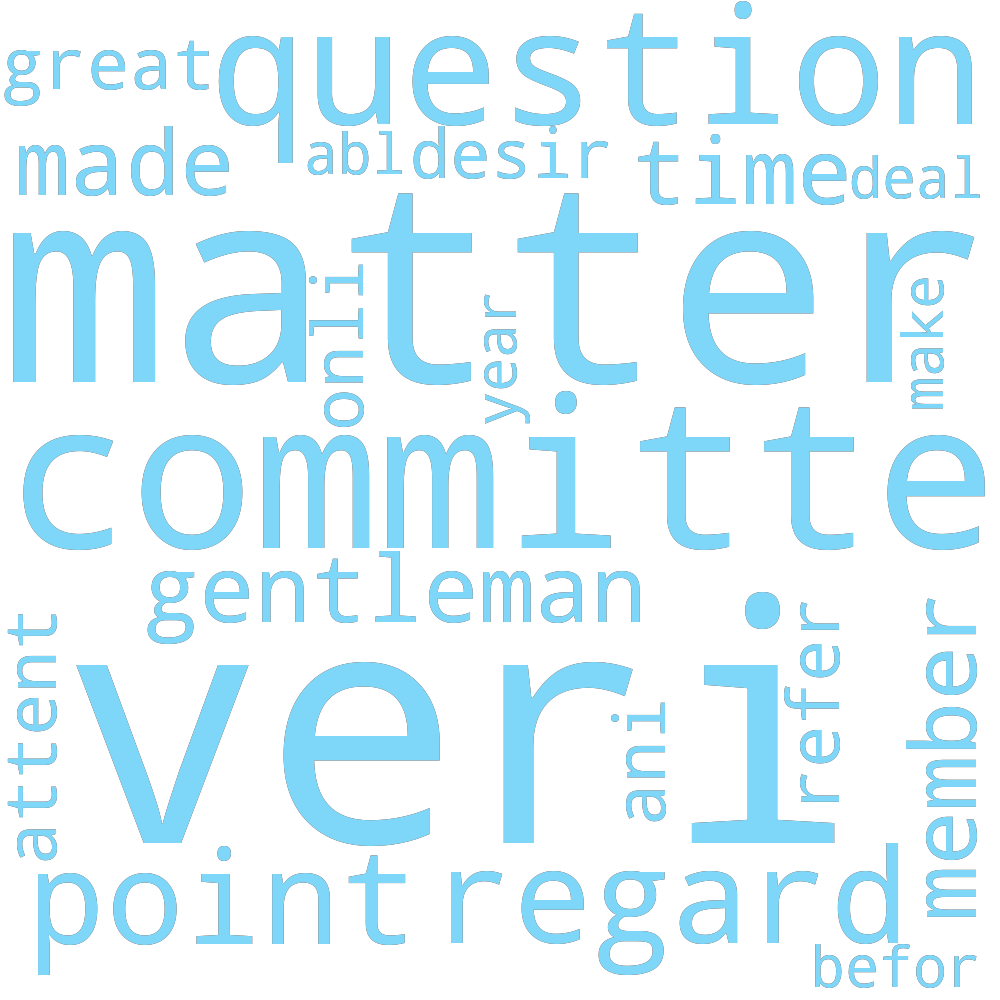 great question
made abl desir time deal
matter
onli year make
committe
gentleman
attent veri ani refer member
point regard
befor